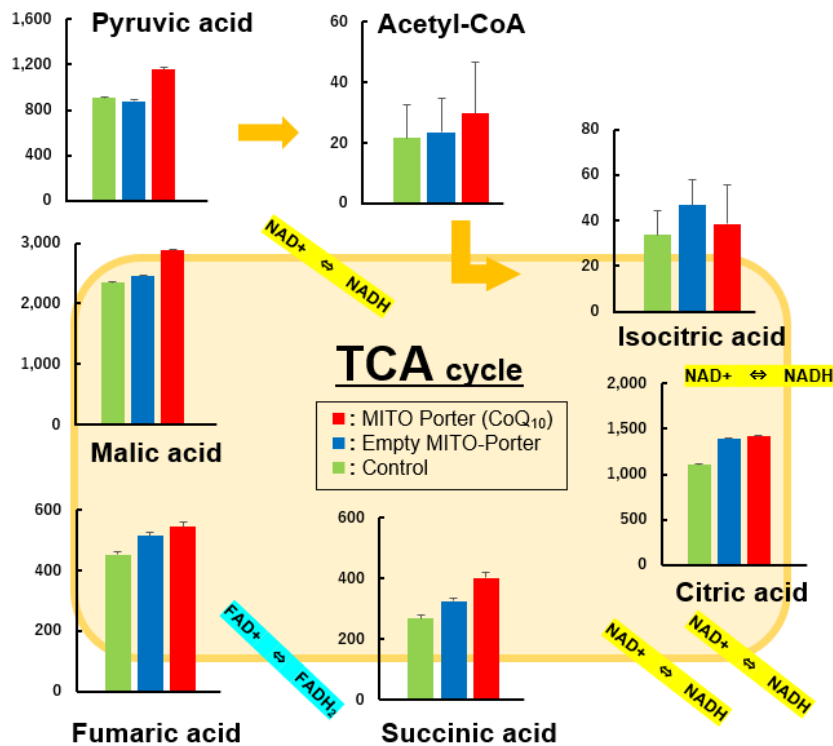 Pyruvic acid
1,600
1,200
800
400
0
Acetyl-CoA
60
40
20
0
80
60
40
20
0
Isocitric acid
NAD+ ⇔ NADH
3,000
2,000
1,000
0
Malic acid
TCA cycle
: MITO Porter (CoQ10)
: Empty MITO-Porter
: Control
NAD+ ⇔ NADH
2,000
1,500
1,000
500
0
Citric acid
600
400
200
0
Fumaric acid
FAD+ ⇔ FADH2
600
400
200
0
Succinic acid
NAD+ ⇔ NADH
NAD+ ⇔ NADH